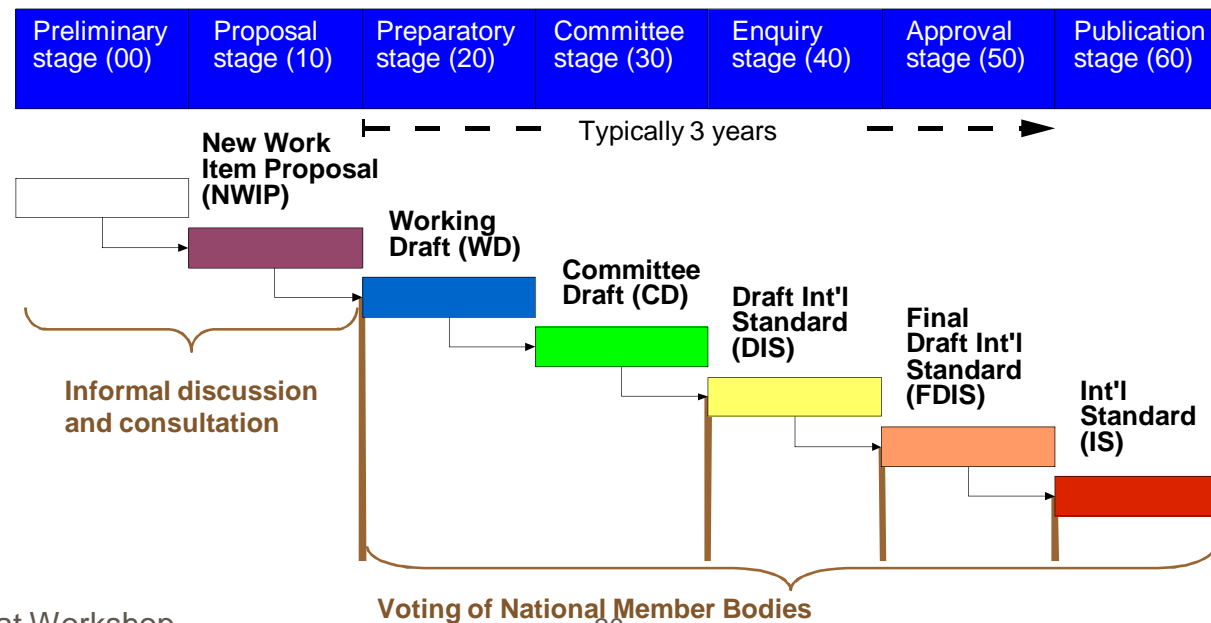 Preliminary
stage (00)
Proposal
stage (10)
Preparatory
stage (20)
Committee
stage (30)
Enquiry
stage (40)
Approval
stage (50)
Publication
stage (60)
Typically 3 years
New Work
Item Proposal
(NWIP)
Working
Draft (WD)
Committee
Draft (CD)
Draft Int'l
Standard
(DIS)
Final
Draft Int'l
Standard
(FDIS)
Int'l
Standard
(IS)
Informal discussion
and consultation
Voting of National Member Bodies
Workshop